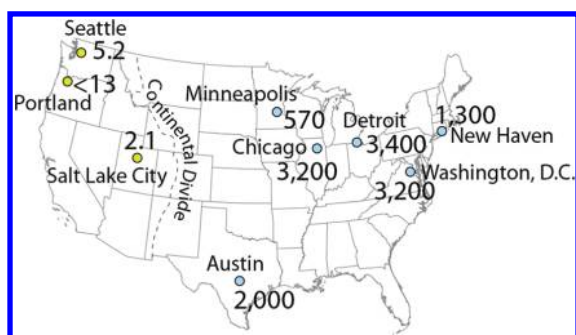 Seattle
5.2
<13
Portland
Continental Divide
Minneapolis
570
Detroit
3,400
1,300
New Haven
Chicago
3,200
2.1
Salt Lake City
Washington, D.C.
3,200
Austin
2,000